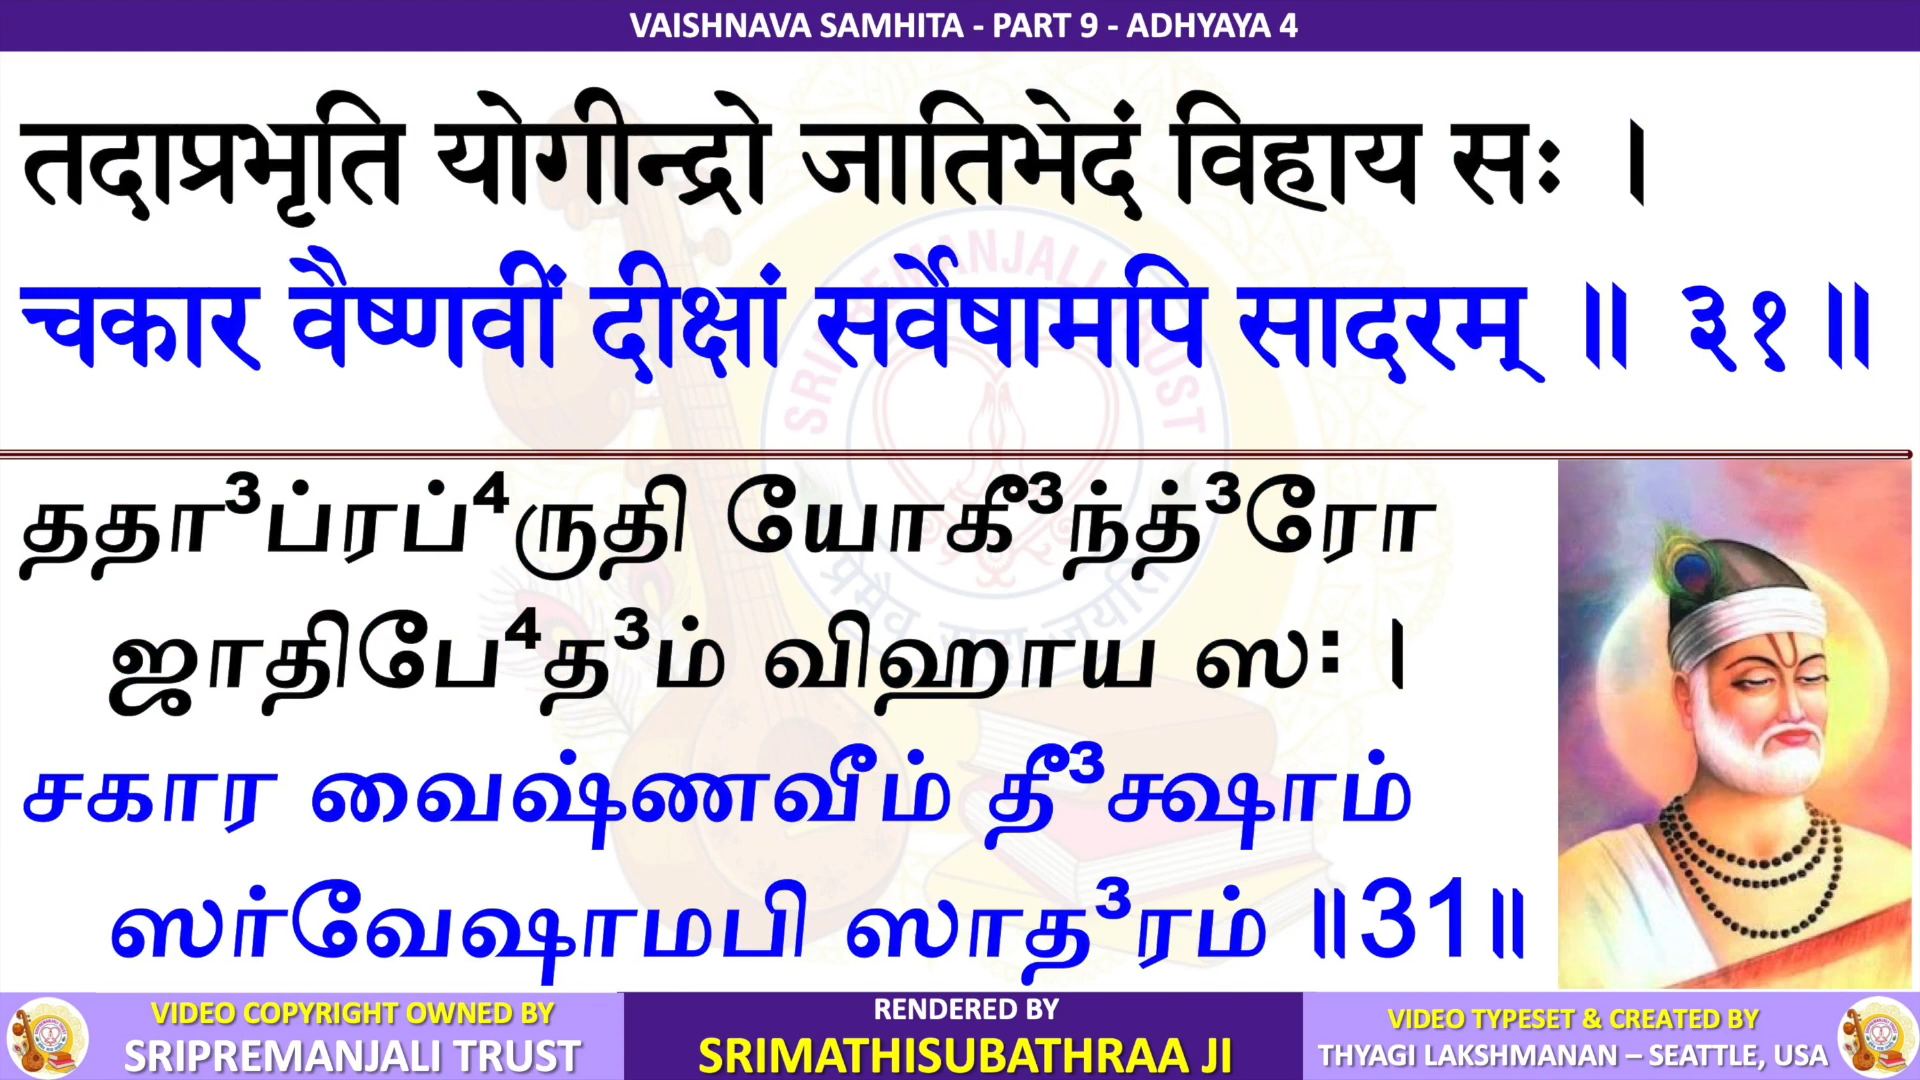 VAISHNAVA SAMHITA - PART 9 - ADHYAYA 4
तदाप्रभृति योगीन्द्रो जातिभेदं विहाय सः ।
चकार वैष्णवीं दीक्षां सर्वेषामपि सादरम् ॥ ३१॥
ததா³ப்ரப்⁴ருதி யோகீ³ந்த்³ரோ
ஜாதிபே⁴த³ம் விஹாய ஸ: ।
சகார வைஷ்ணவீம் தீ³க்ஷாம்
ஸர்வேஷாமபி ஸாத³ரம் ॥31॥
VIDEO COPYRIGHT OWNED BY
SRIPREMANJALI TRUST
RENDERED BY
SRIMATHISUBATHRAA JI
VIDEO TYPESET & CREATED BY
THYAGI LAKSHMANAN – SEATTLE, USA